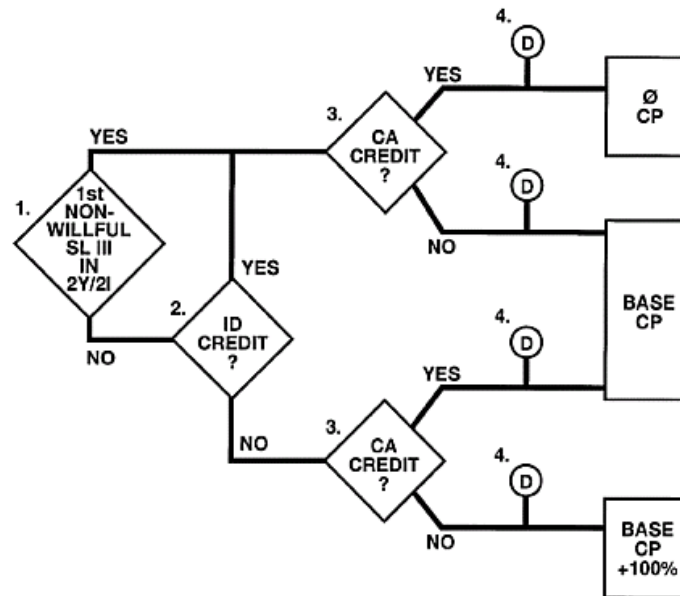 4.
D
YES
Ø
CP
3.
CA
CREDIT
?
YES
4.
D
1.
1st
NON-
WILLFUL
SL III
IN
2Y/2I
NO
YES
BASE
CP
2.
ID
CREDIT
?
4.
D
NO
YES
3.
CA
CREDIT
?
NO
4.
D
NO
BASE
CP
+100%